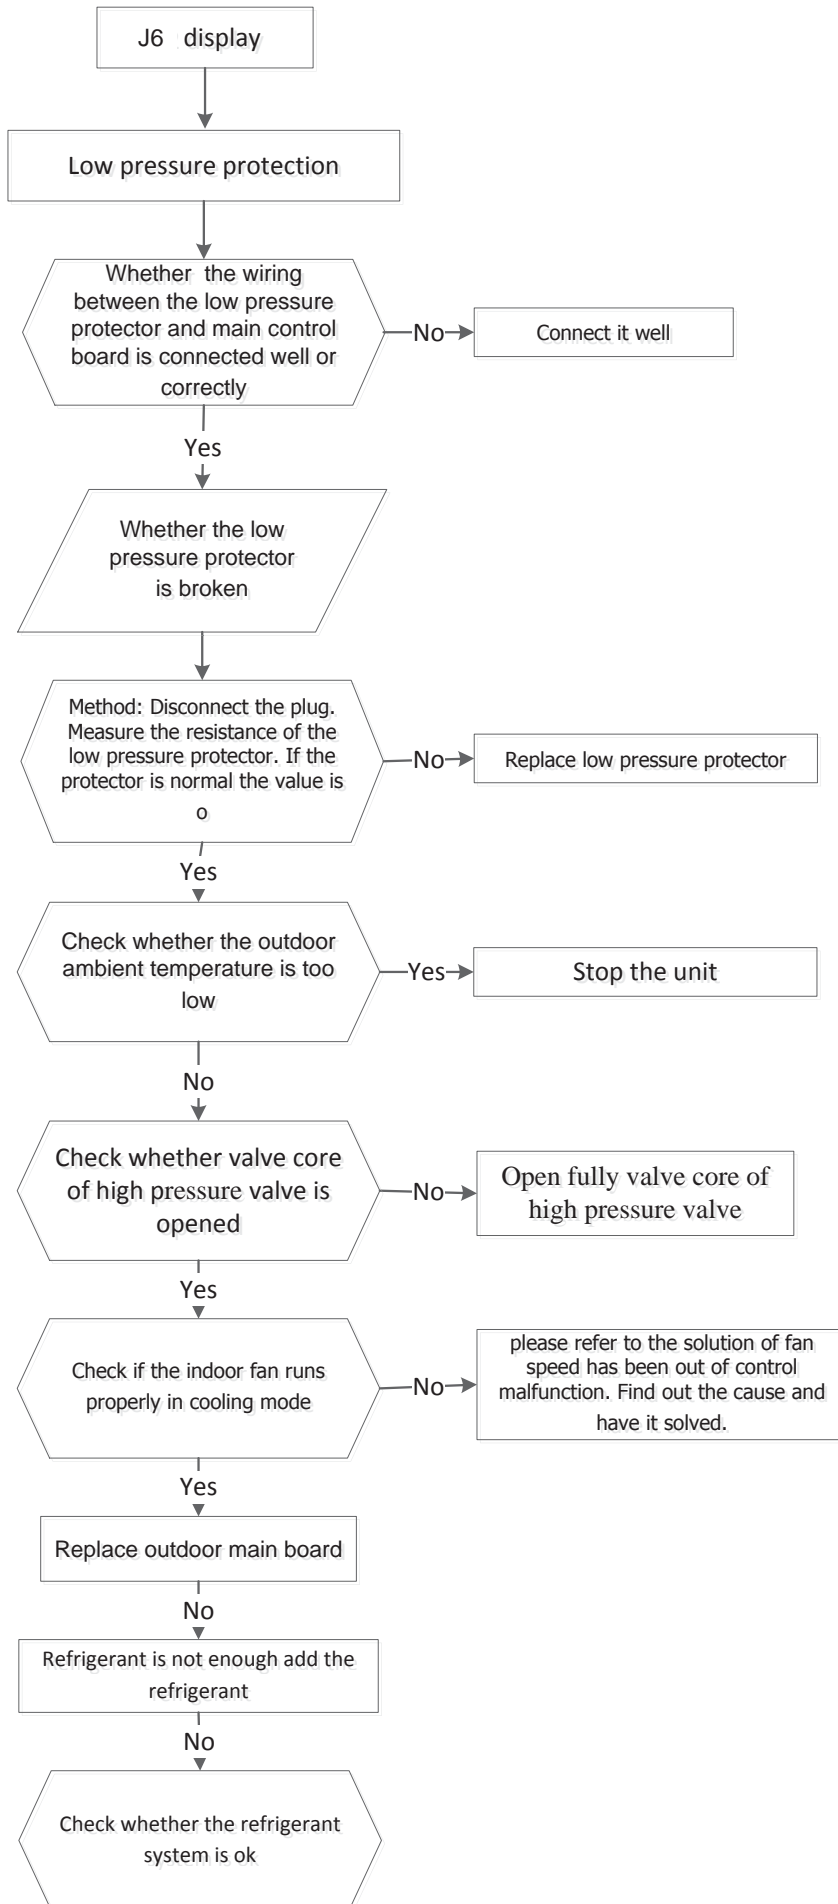 J6 display
Low pressure protection
Whether the wiring
between the low pressure
protector and main control
board is connected well or
correctly
No
Connect it well
Yes
Whether the low
pressure protector
is broken
Method: Disconnect the plug.
Measure the resistance of the
low pressure protector. If the
protector is normal the value is
o
No
Replace low pressure protector
Yes
Check whether the outdoor
ambient temperature is too
low
Yes
Stop the unit
No
Check whether valve core
of high pressure valve is
opened
No
Open fully valve core of
high pressure valve
Yes
Check if the indoor fan runs
properly in cooling mode
No
please refer to the solution of fan
speed has been out of control
malfunction. Find out the cause and
have it solved.
Yes
Replace outdoor main board
No
Refrigerant is not enough add the
refrigerant
No
Check whether the refrigerant
system is ok